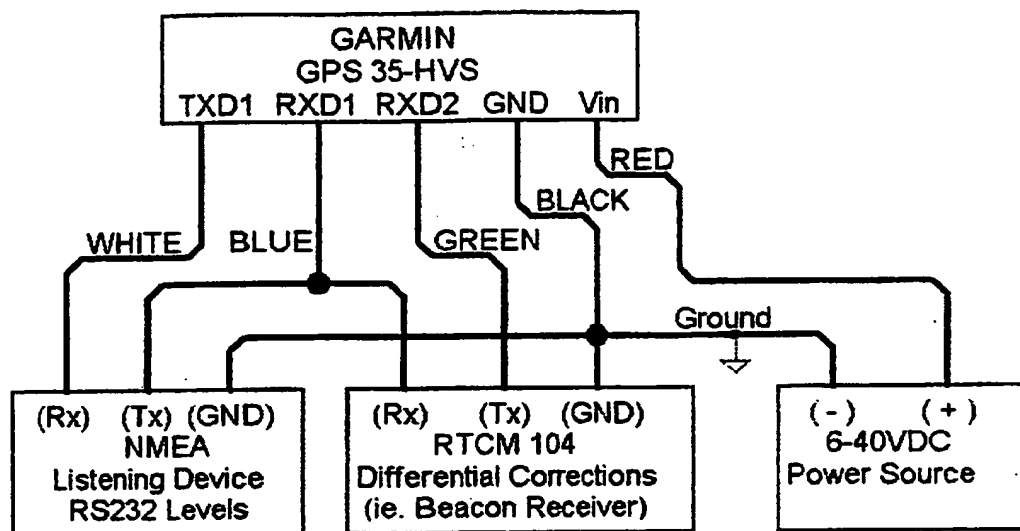 GARMIN
GPS 35-HVS
TXD1 RXD1 RXD2 GND Vin
RED
BLACK
WHITE BLUE GREEN
Ground
(Rx) (Tx) (GND)
NMEA
Listening Device
RS232 Levels
(Rx) (Tx) (GND)
RTCM 104
Differential Corrections
(ie. Beacon Receiver)
( - ) ( + )
6-40VDC
Power Source